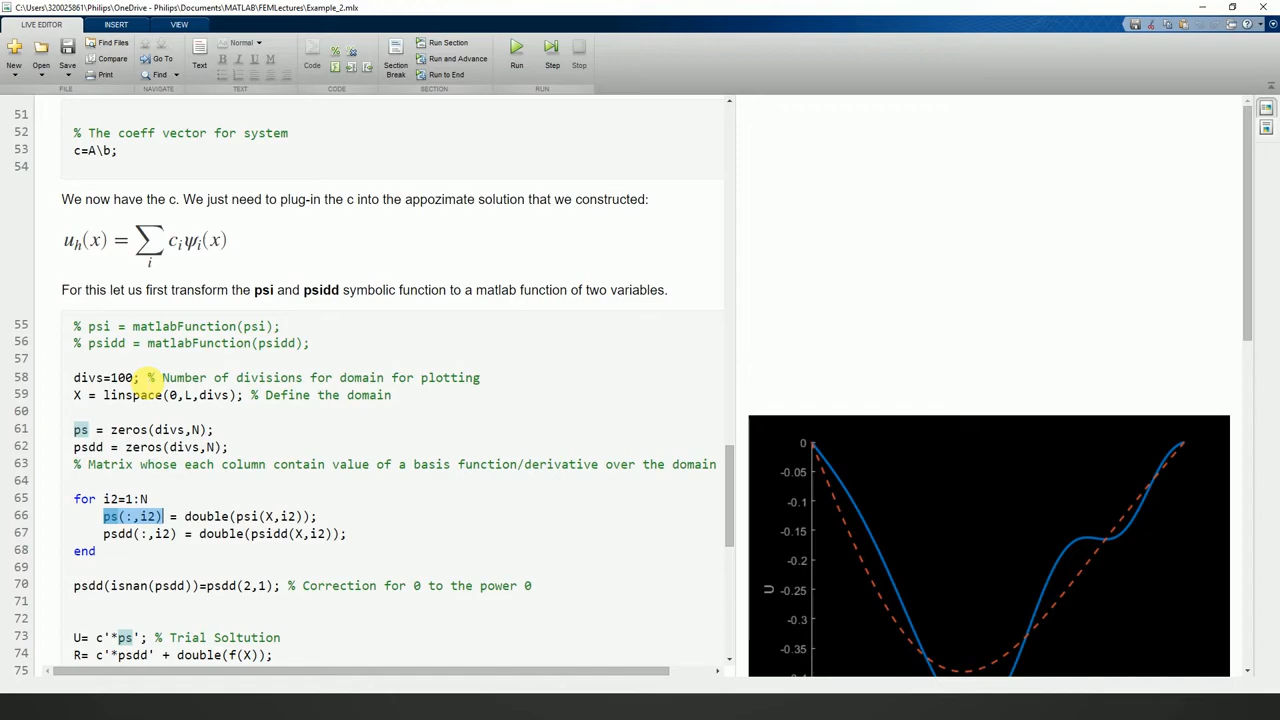 C:\Users\320025861\Philips\OneDrive - Philips\Documents\MATLAB\FEMLectures\Example_2.mlx
LIVE EDITOR INSERT VIEW
New Open Save Find Files Compare Print
Go To Find
Text Normal B I U M
Code
Section Break Run Section Run and Advance Run to End
Run Step Stop
FILE NAVIGATE TEXT CODE SECTION RUN
51
52 % The coeff vector for system
53 c=A\b;
54
We now have the c. We just need to plug-in the c into the appozimate solution that we constructed:
u_h(x) = ∑_i c_iψ_i(x)
For this let us first transform the psi and psidd symbolic function to a matlab function of two variables.
55 % psi = matlabFunction(psi);
56 % psidd = matlabFunction(psidd);
57
58 divs=100; % Number of divisions for domain for plotting
59 X = linspace(0,L,divs); % Define the domain
60
61 ps = zeros(divs,N);
62 psdd = zeros(divs,N);
63 % Matrix whose each column contain value of a basis function/derivative over the domain
64
65 for i2=1:N
66 ps(:,i2) = double(psi(X,i2));
67 psdd(:,i2) = double(psidd(X,i2));
68 end
69
70 psdd(isnan(psdd))=psdd(2,1); % Correction for 0 to the power 0
71
72
73 U= c'*ps'; % Trial Soltution
74 R= c'*psdd' + double(f(X));
75
0
-0.05
-0.1
-0.15
-0.2
-0.25
-0.3
-0.35
U